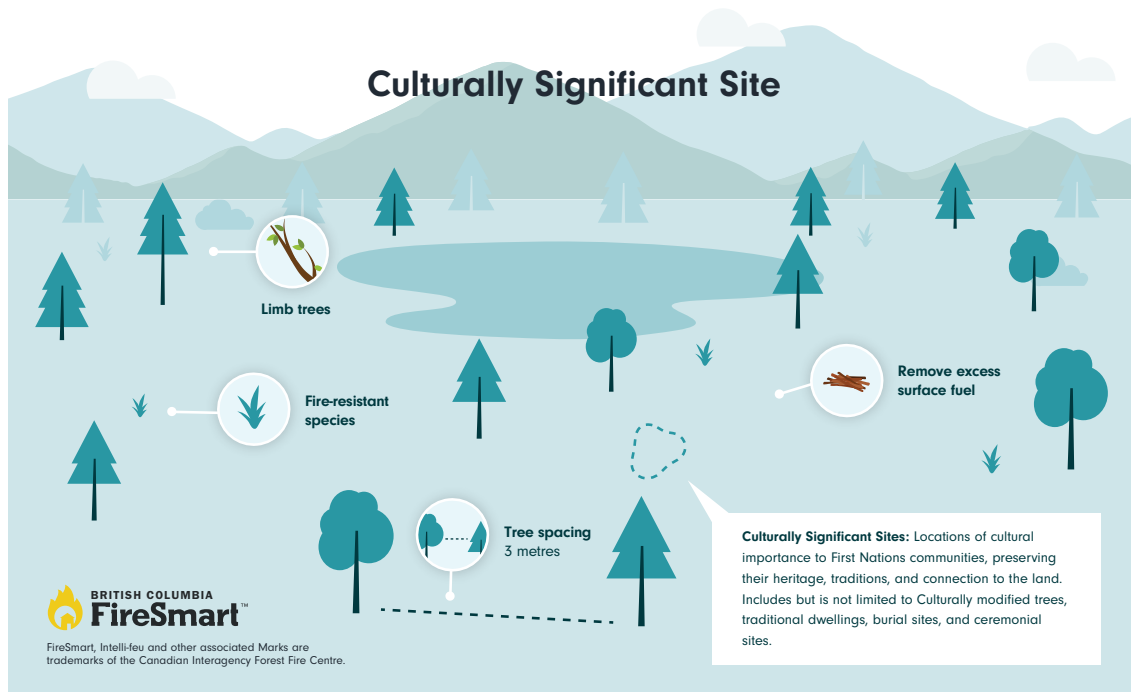 Culturally Significant Site
Limb trees
Fire-resistant
species
Remove excess
surface fuel
Tree spacing
3 metres
Culturally Significant Sites: Locations of cultural
importance to First Nations communities, preserving
their heritage, traditions, and connection to the land.
Includes but is not limited to Culturally modified trees,
traditional dwellings, burial sites, and ceremonial
sites.
BRITISH COLUMBIA
FireSmart™
FireSmart, Intelli-feu and other associated Marks are
trademarks of the Canadian Interagency Forest Fire Centre.